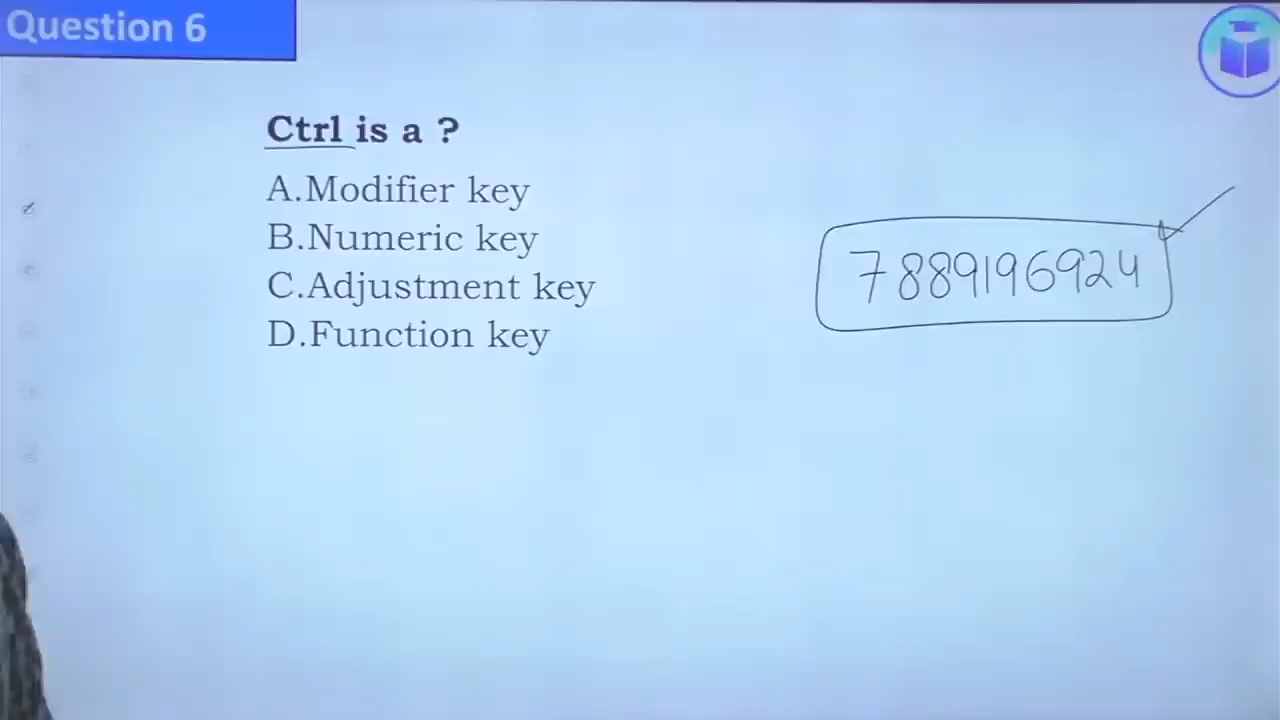 Question 6
Ctrl is a ?
A.Modifier key
B.Numeric key
C.Adjustment key
D.Function key
7889196924